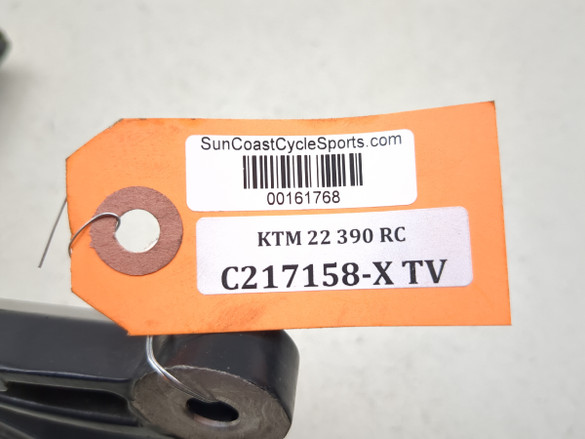 SunCoastCycleSports.com
00161768
KTM 22 390 RC
C217158-X TV